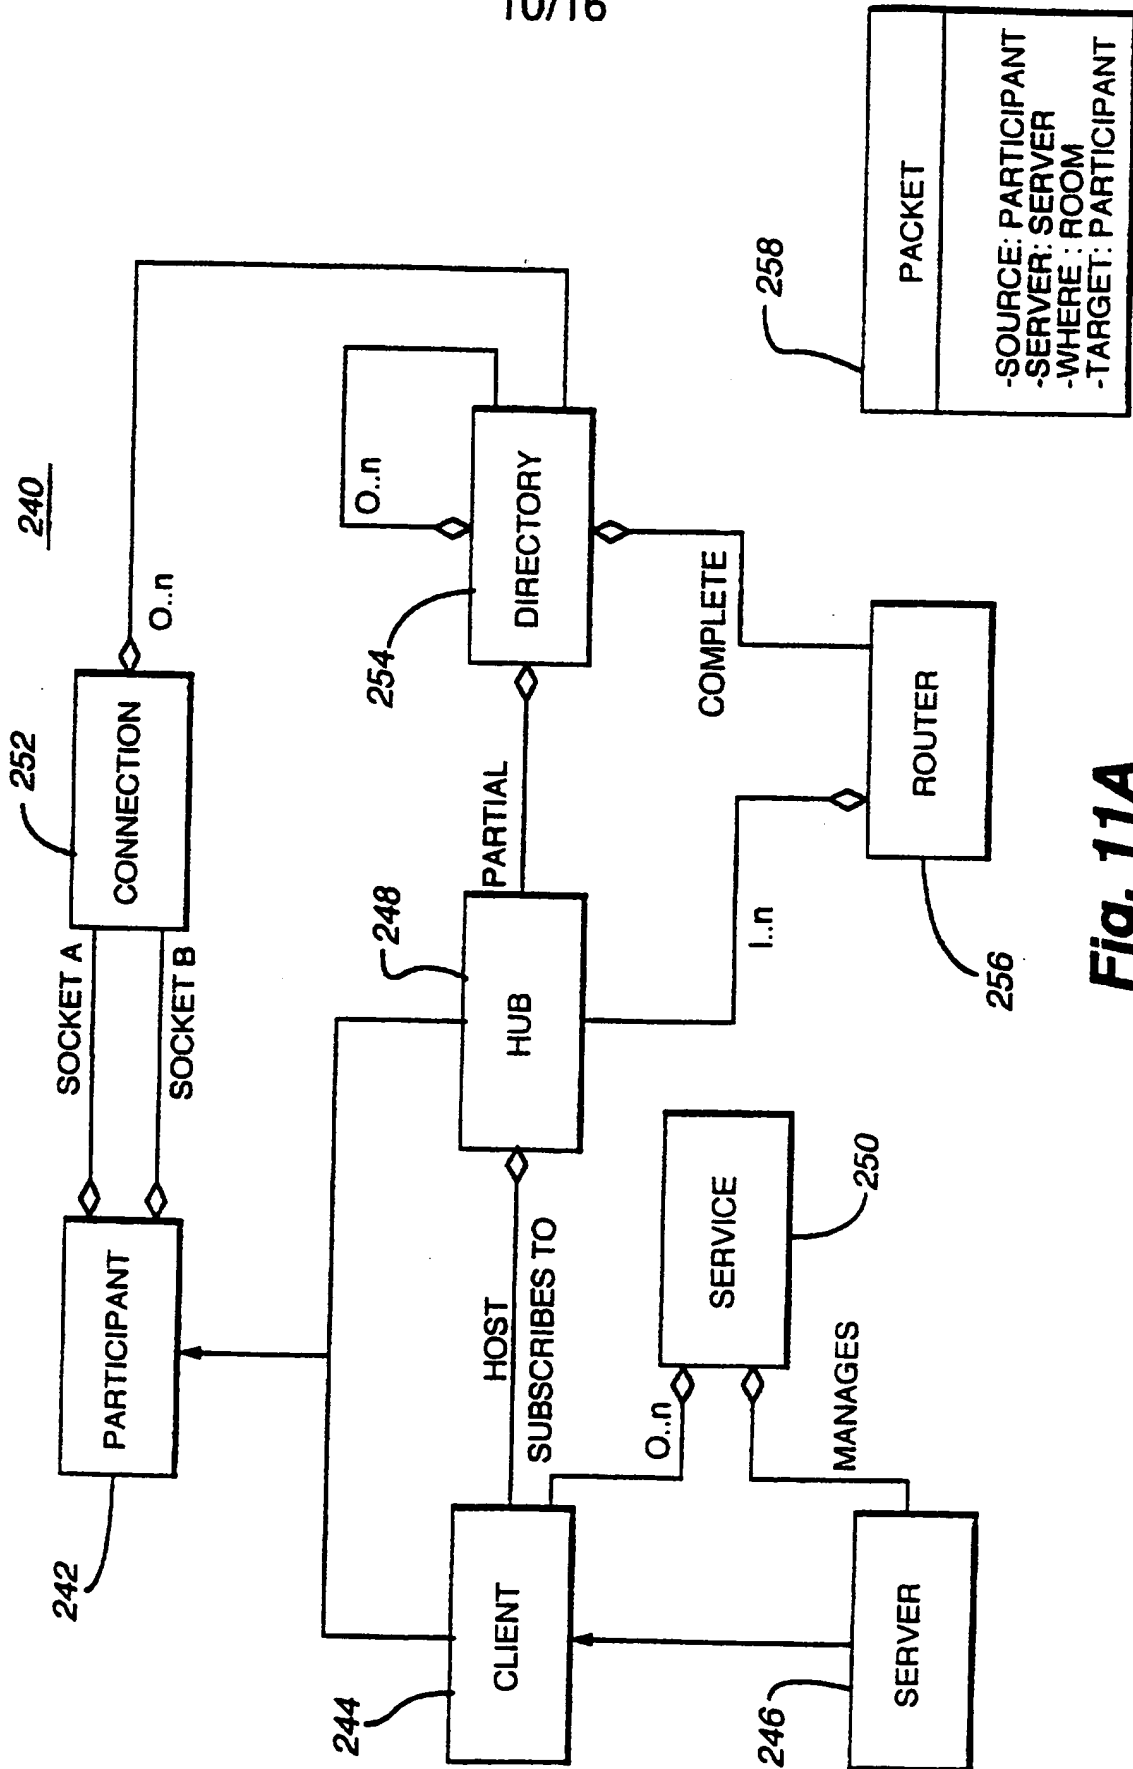 10/16
240
242
PARTICIPANT
SOCKET A
SOCKET B
252
CONNECTION
O..n
244
CLIENT
HOST
SUBSCRIBES TO
248
HUB
PARTIAL
254
DIRECTORY
O..n
O..n
MANAGES
SERVICE
250
I..n
COMPLETE
246
SERVER
256
ROUTER
258
PACKET
-SOURCE: PARTICIPANT
-SERVER: SERVER
-WHERE : ROOM
-TARGET: PARTICIPANT
Fig. 11A